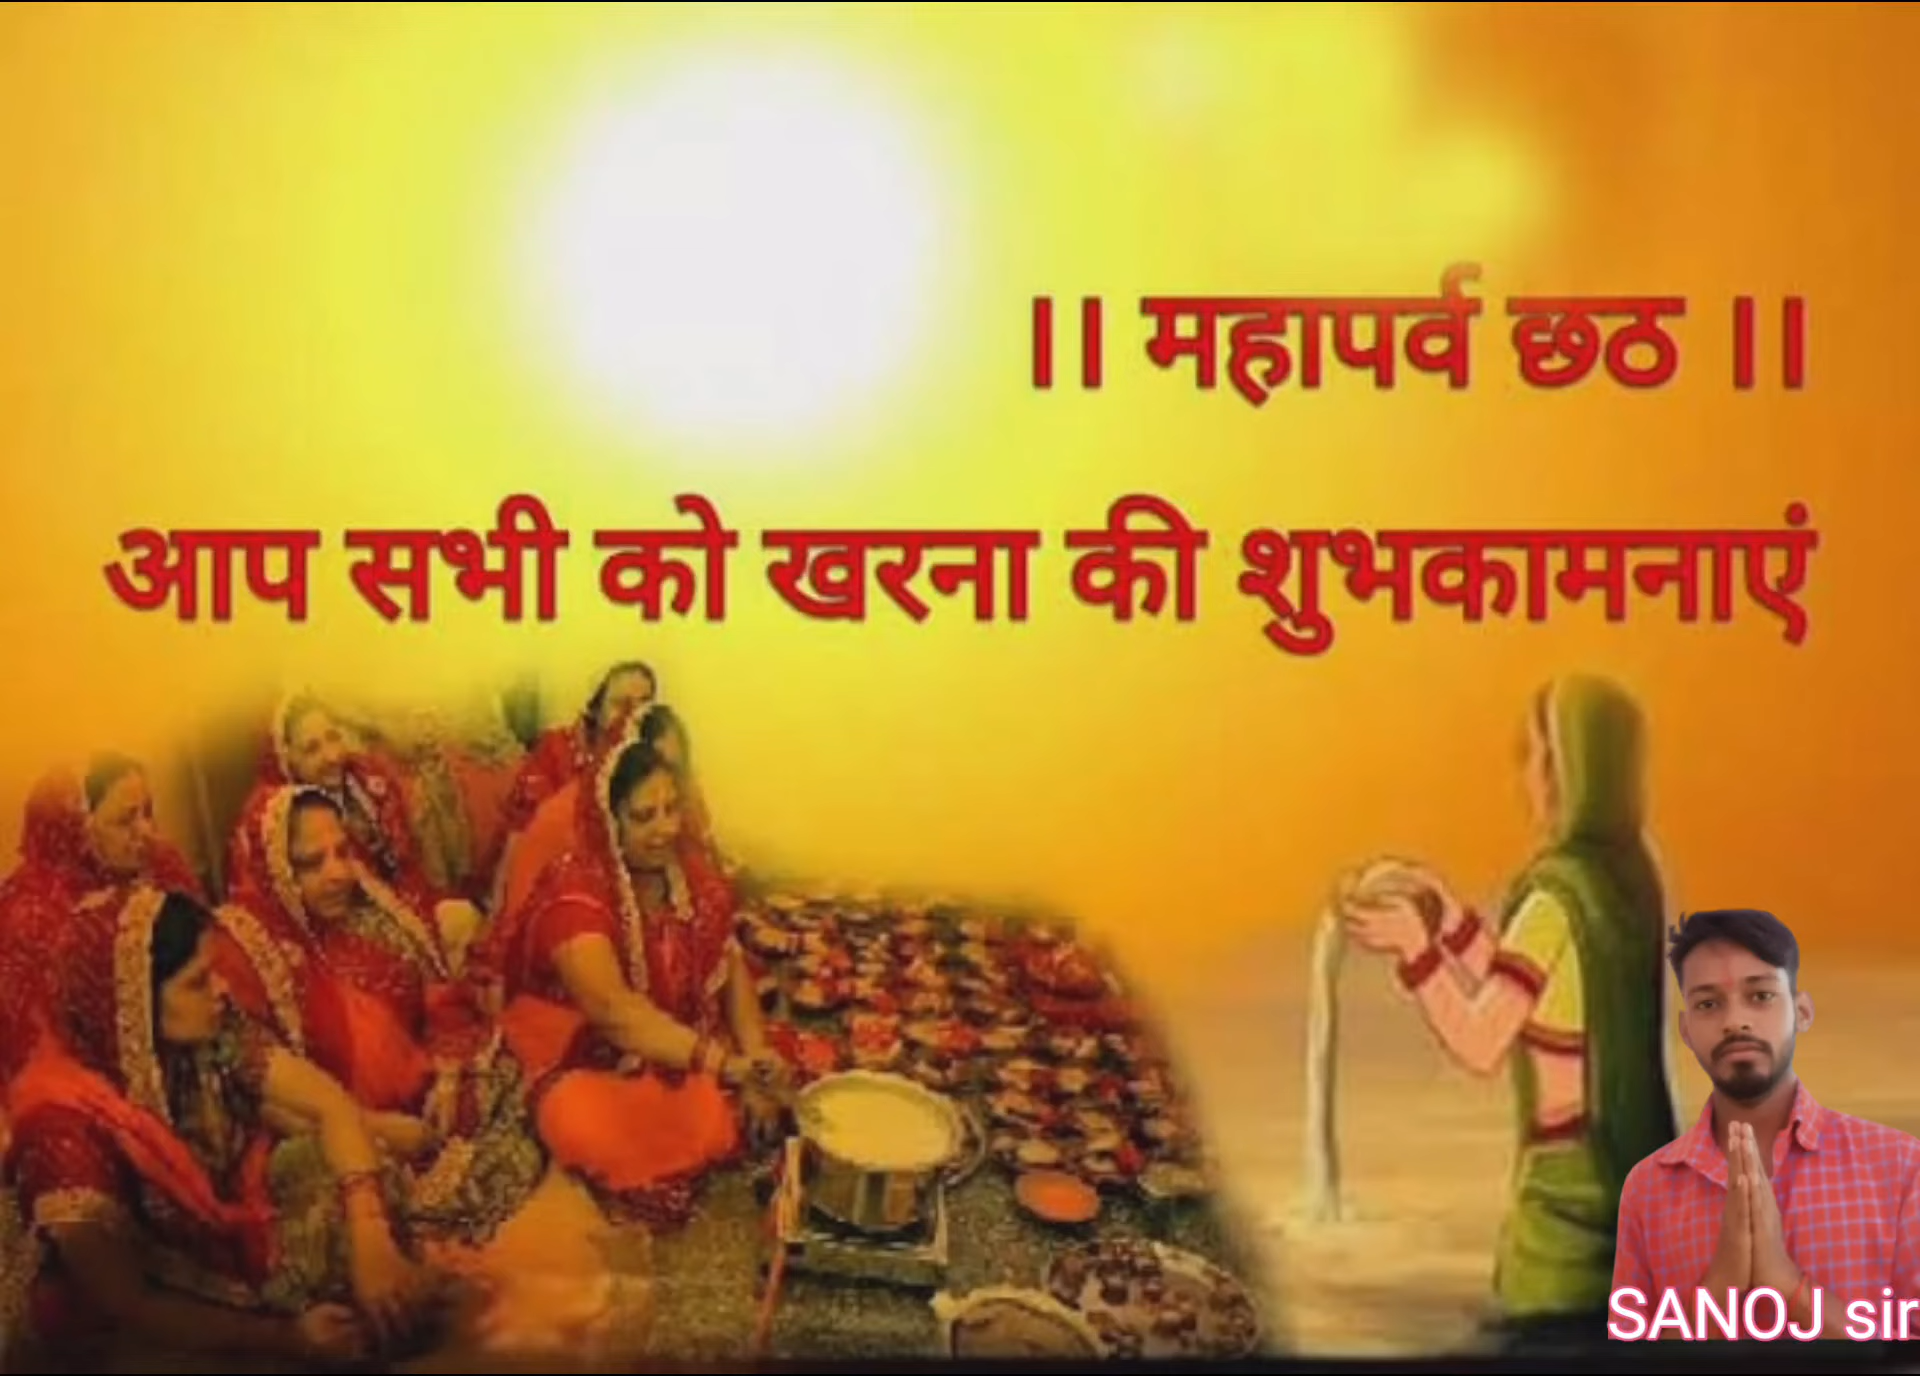 ।। महापर्व छठ ।।
आप सभी को खरना की शुभकामनाएं
SANOJ sir